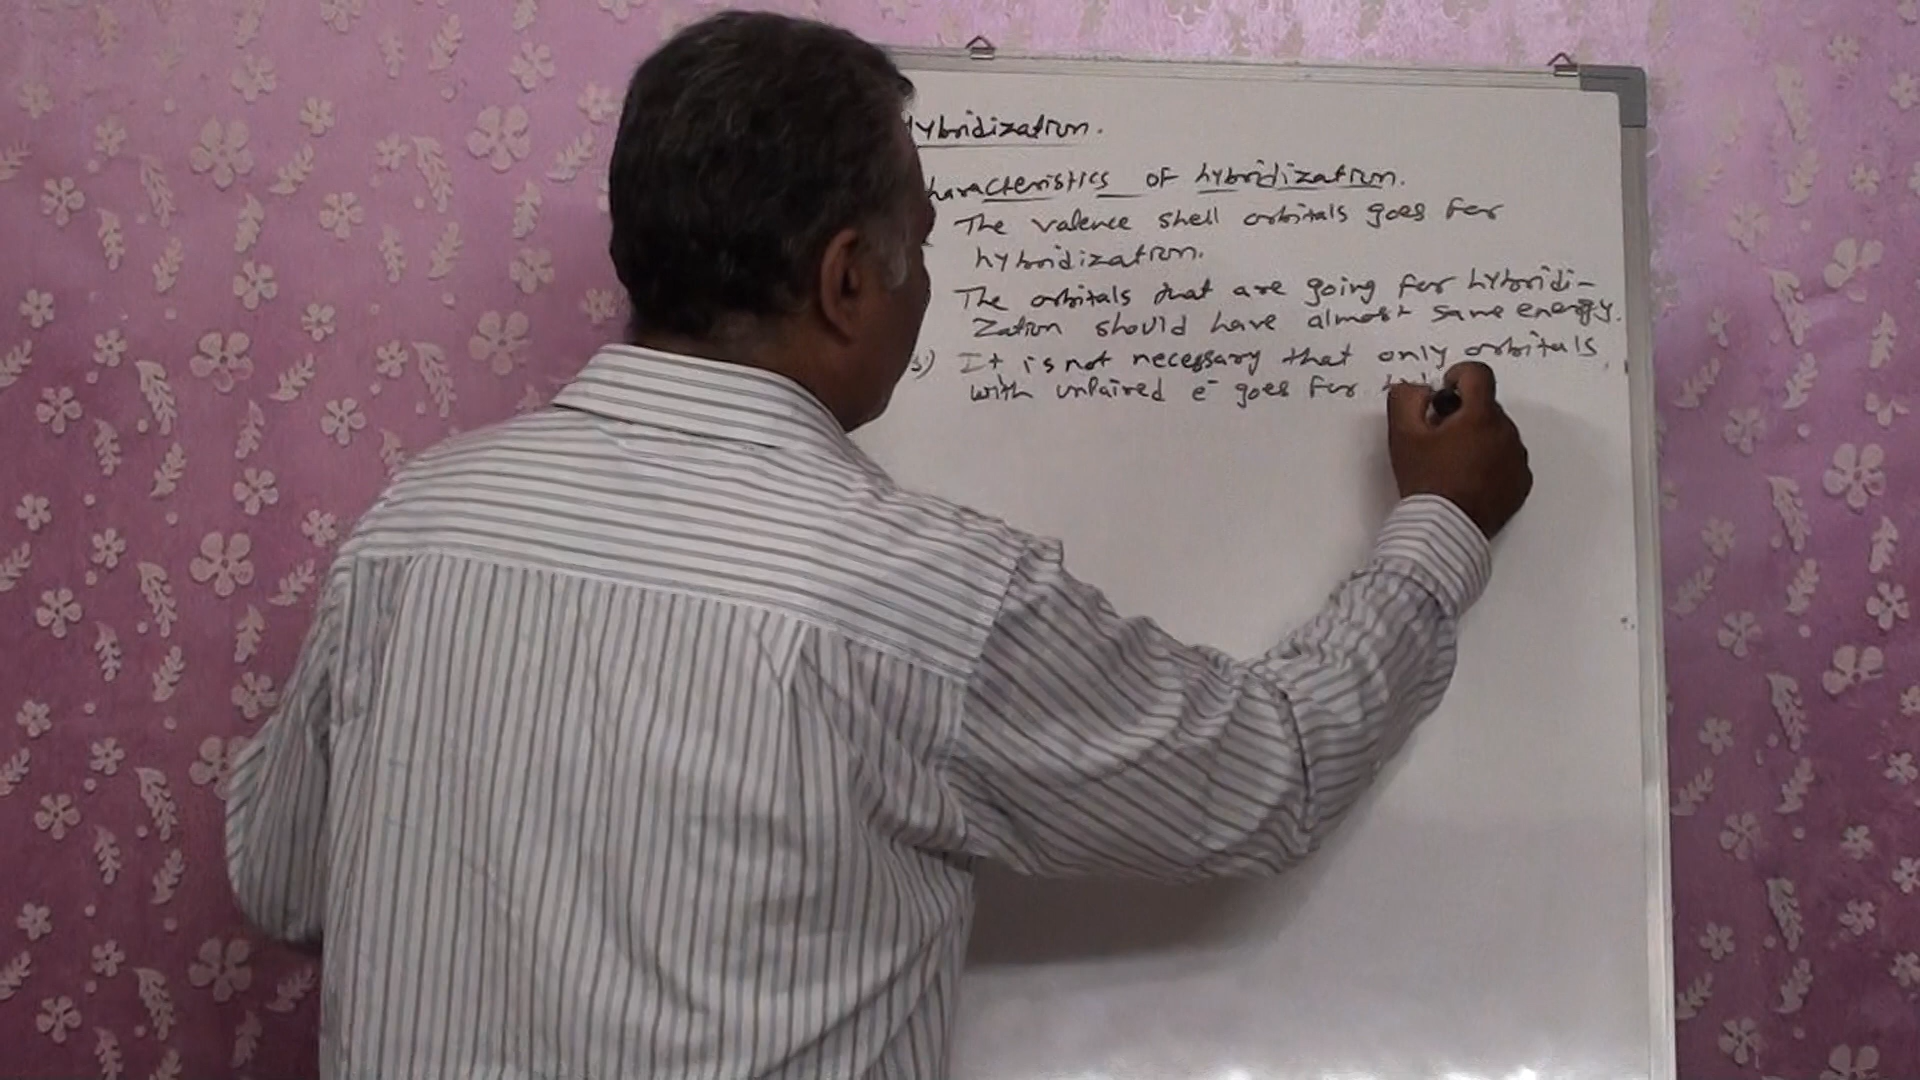 Hybridization.
characteristics of hybridization.
The valence shell orbitals goes for
hybridization.
The orbitals that are going for hybridi-
zation should have almost same energy.
3) It is not necessary that only orbitals
with unpaired e⁻ goes for